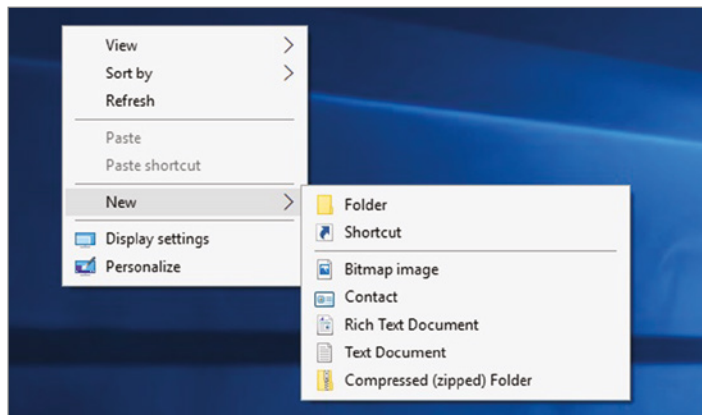 View
Sort by
Refresh
Paste
Paste shortcut
New
Display settings
Personalize
Folder
Shortcut
Bitmap image
Contact
Rich Text Document
Text Document
Compressed (zipped) Folder